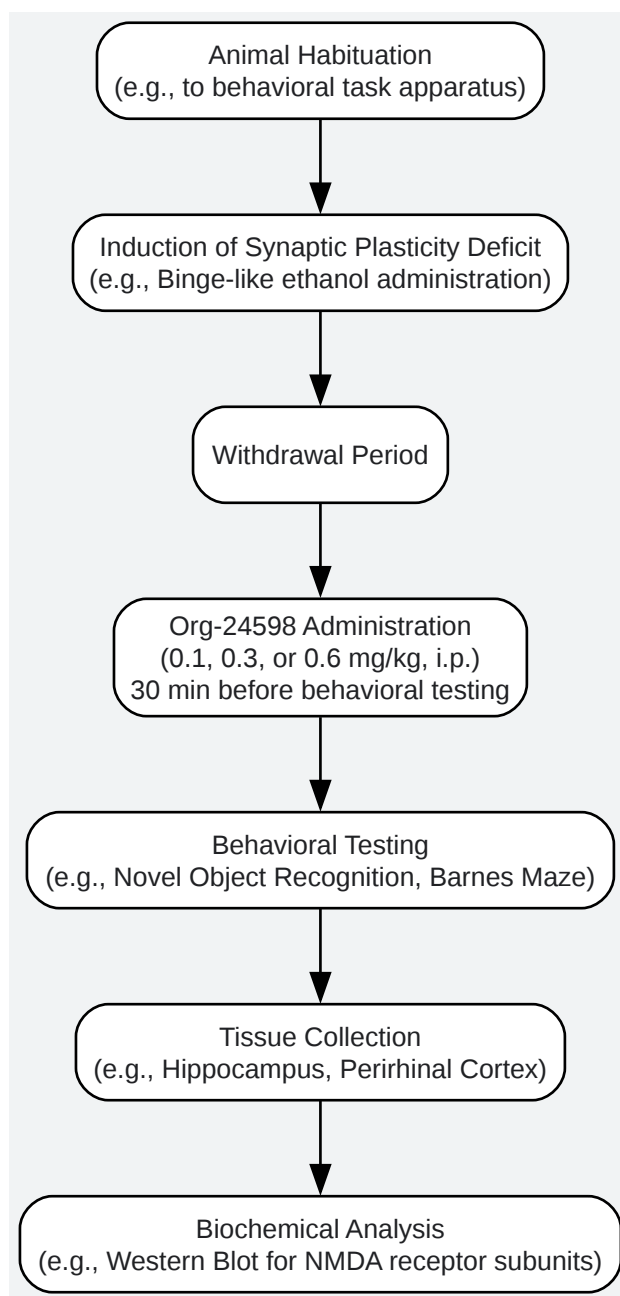 Animal Habituation
(e.g., to behavioral task apparatus)
Induction of Synaptic Plasticity Deficit
(e.g., Binge-like ethanol administration)
Withdrawal Period
Org-24598 Administration
(0.1, 0.3, or 0.6 mg/kg, i.p.)
30 min before behavioral testing
Behavioral Testing
(e.g., Novel Object Recognition, Barnes Maze)
Tissue Collection
(e.g., Hippocampus, Perirhinal Cortex)
Biochemical Analysis
(e.g., Western Blot for NMDA receptor subunits)